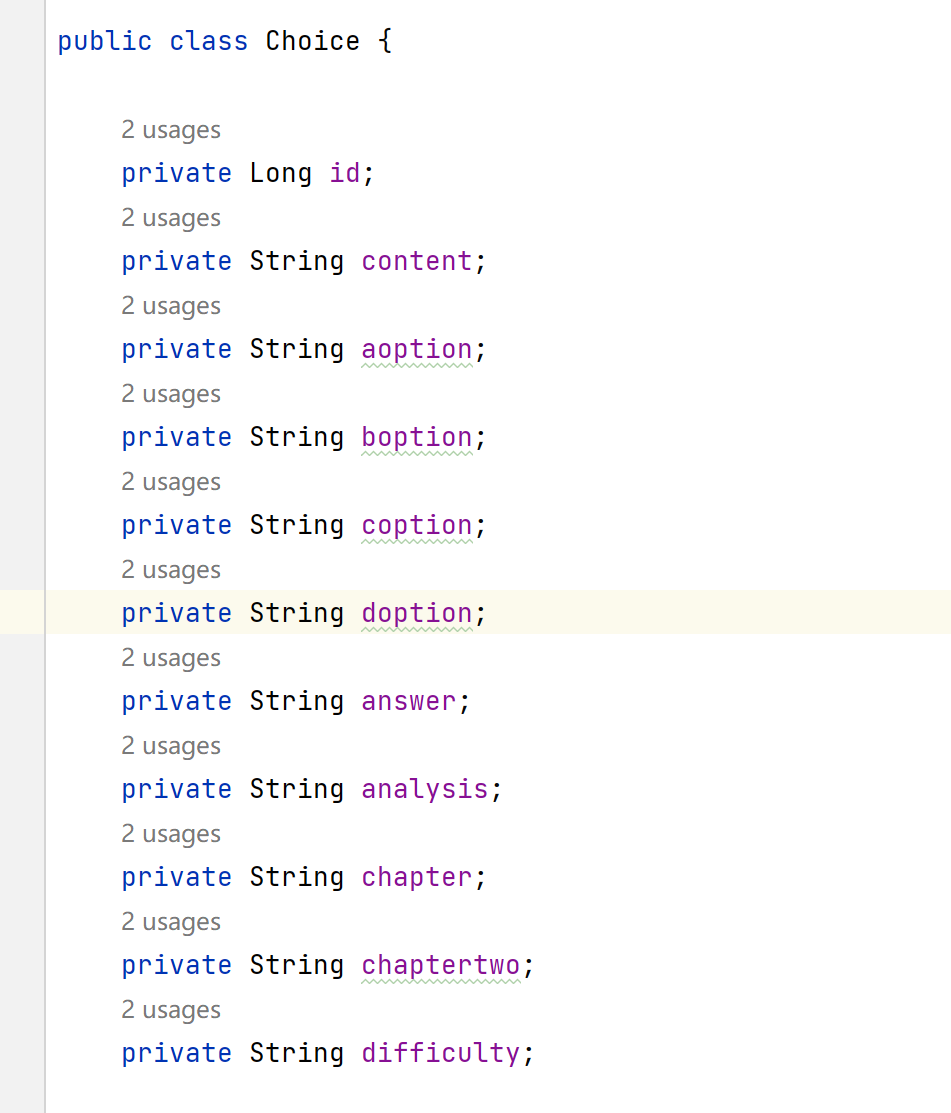 public class Choice {
2 usages
private Long id;
2 usages
private String content;
2 usages
private String aoption;
2 usages
private String boption;
2 usages
private String coption;
2 usages
private String doption;
2 usages
private String answer;
2 usages
private String analysis;
2 usages
private String chapter;
2 usages
private String chaptertwo;
2 usages
private String difficulty;